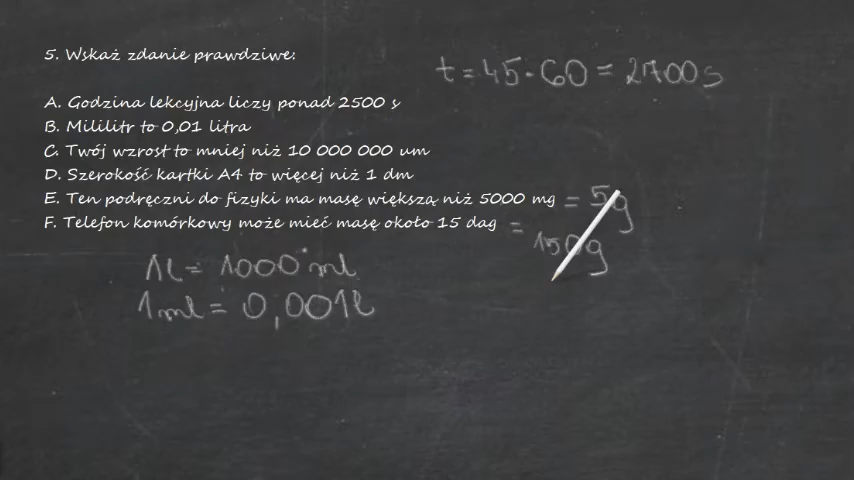 5. Wskaż zdanie prawdziwe:
t = 45 · 60 = 2700 s
A. Godzina lekcyjna liczy ponad 2500 s
B. Mililitr to 0,01 litra
C. Twój wzrost to mniej niż 10 000 000 um
D. Szerokość kartki A4 to więcej niż 1 dm
E. Ten podręczni do fizyki ma masę większą niż 5000 mg = 5g
F. Telefon komórkowy może mieć masę około 15 dag = 150g
1l = 1000 ml
1ml = 0,001l